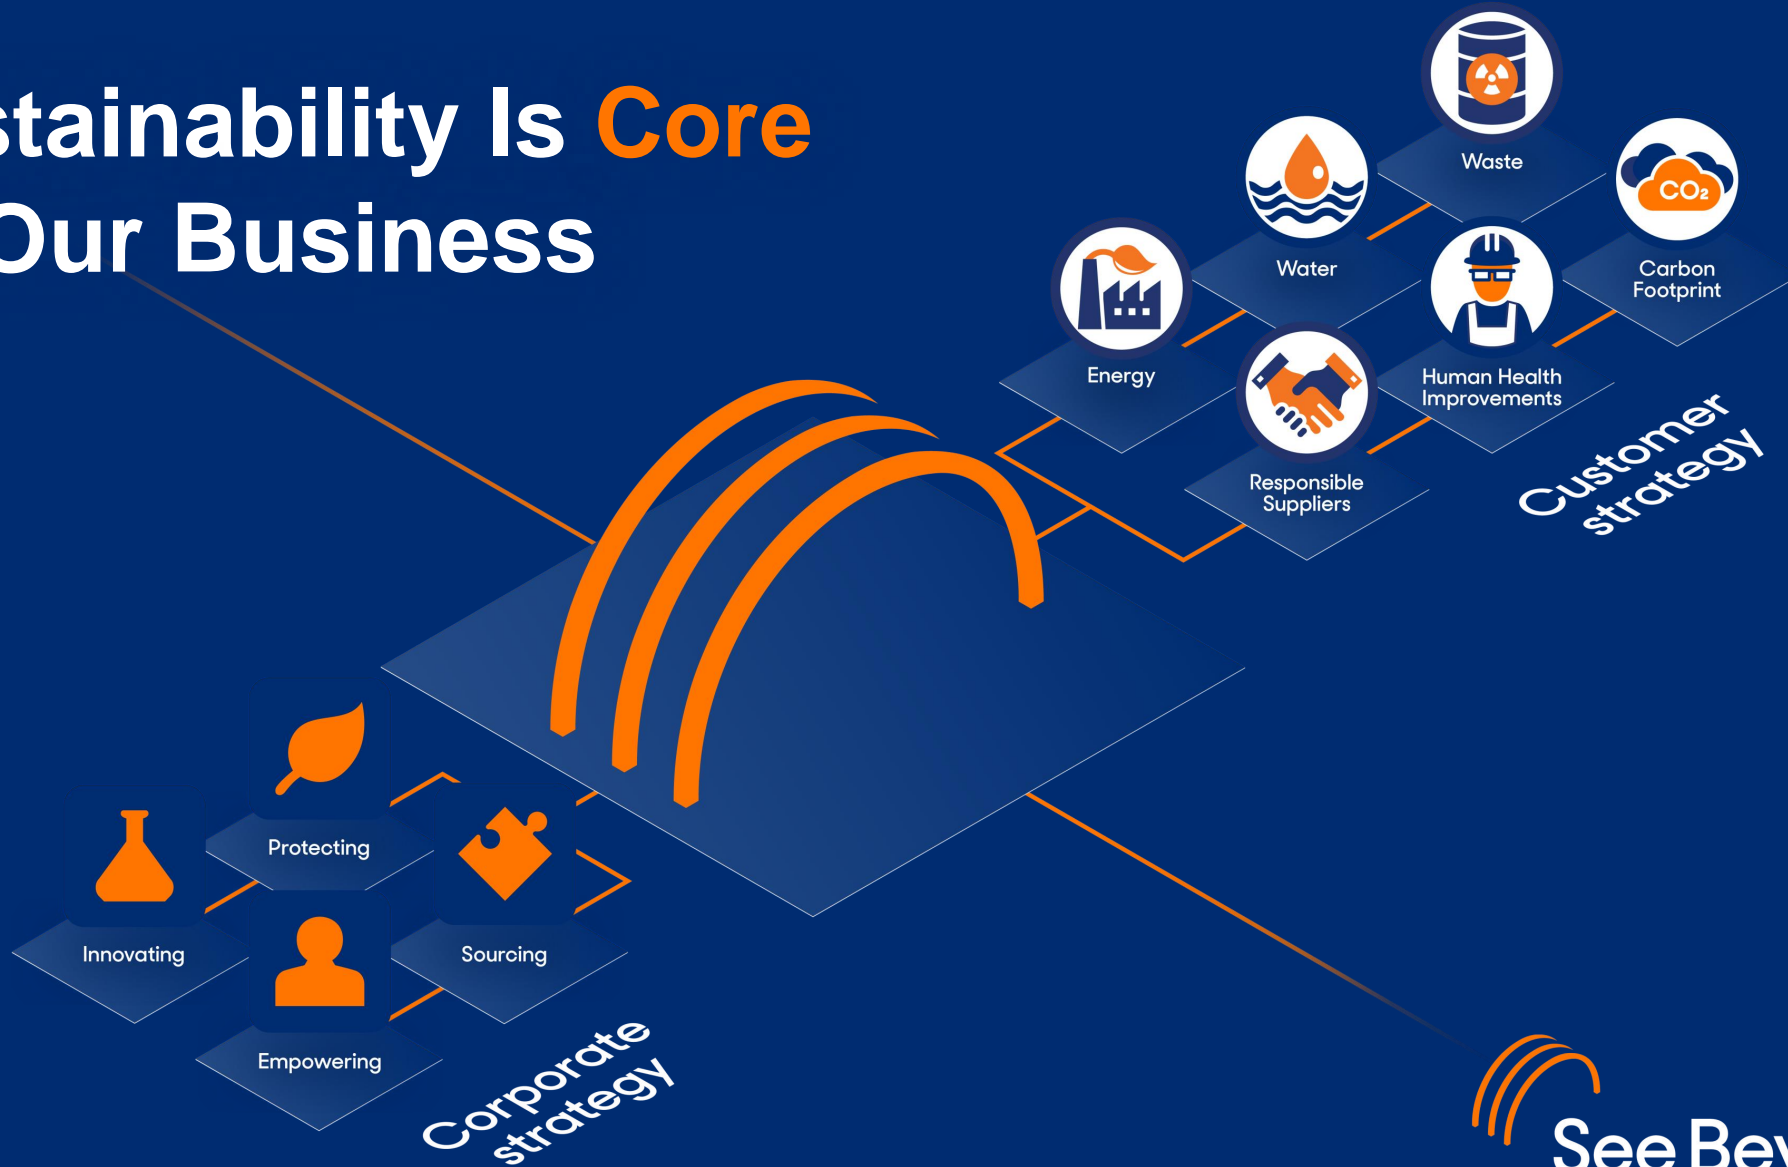 stainability Is Core
Our Business
Waste
Water
CO₂
Carbon
Footprint
Energy
Human Health
Improvements
Responsible
Suppliers
Customer
strategy
Protecting
Innovating
Sourcing
Empowering
Corporate
strategy
See Bey